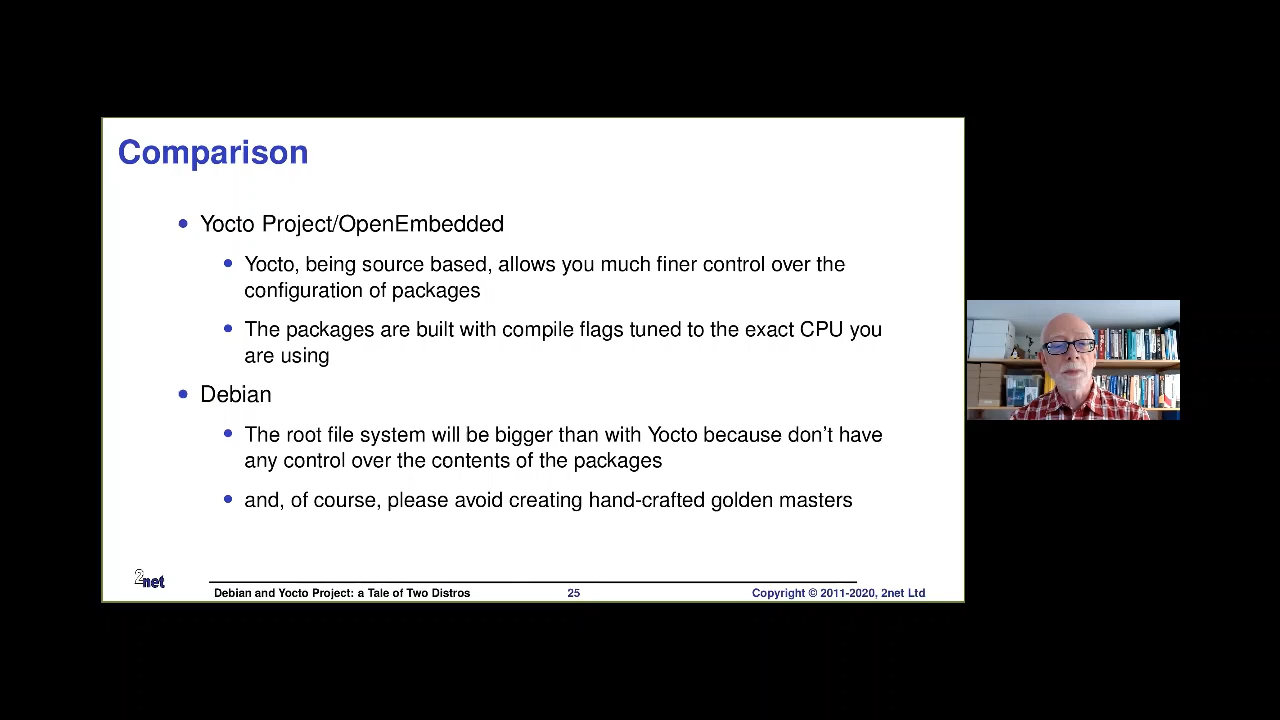 Comparison
Yocto Project/OpenEmbedded
Yocto, being source based, allows you much finer control over the
configuration of packages
The packages are built with compile flags tuned to the exact CPU you
are using
Debian
The root file system will be bigger than with Yocto because don't have
any control over the contents of the packages
and, of course, please avoid creating hand-crafted golden masters
2net
Debian and Yocto Project: a Tale of Two Distros 25 Copyright © 2011-2020, 2net Ltd